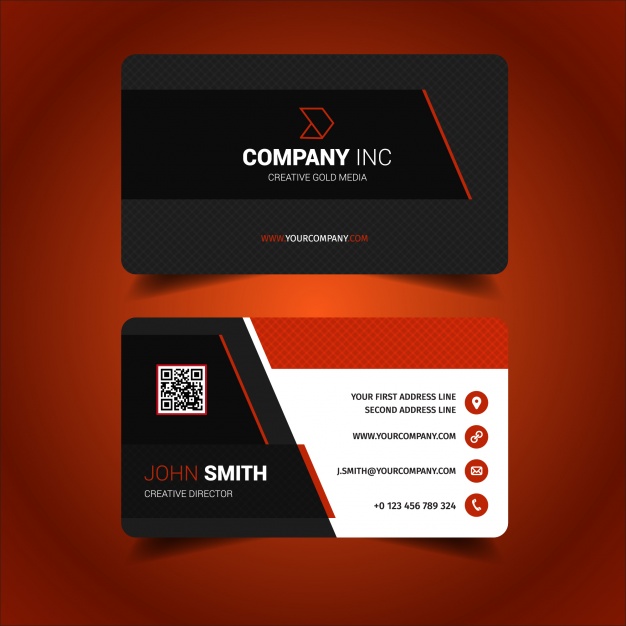 COMPANY INC
CREATIVE GOLD MEDIA
WWW.YOURCOMPANY.COM
YOUR FIRST ADDRESS LINE
SECOND ADDRESS LINE
WWW.YOURCOMPANY.COM
J.SMITH@YOURCOMPANY.COM
+0 123 456 789 324
JOHN SMITH
CREATIVE DIRECTOR